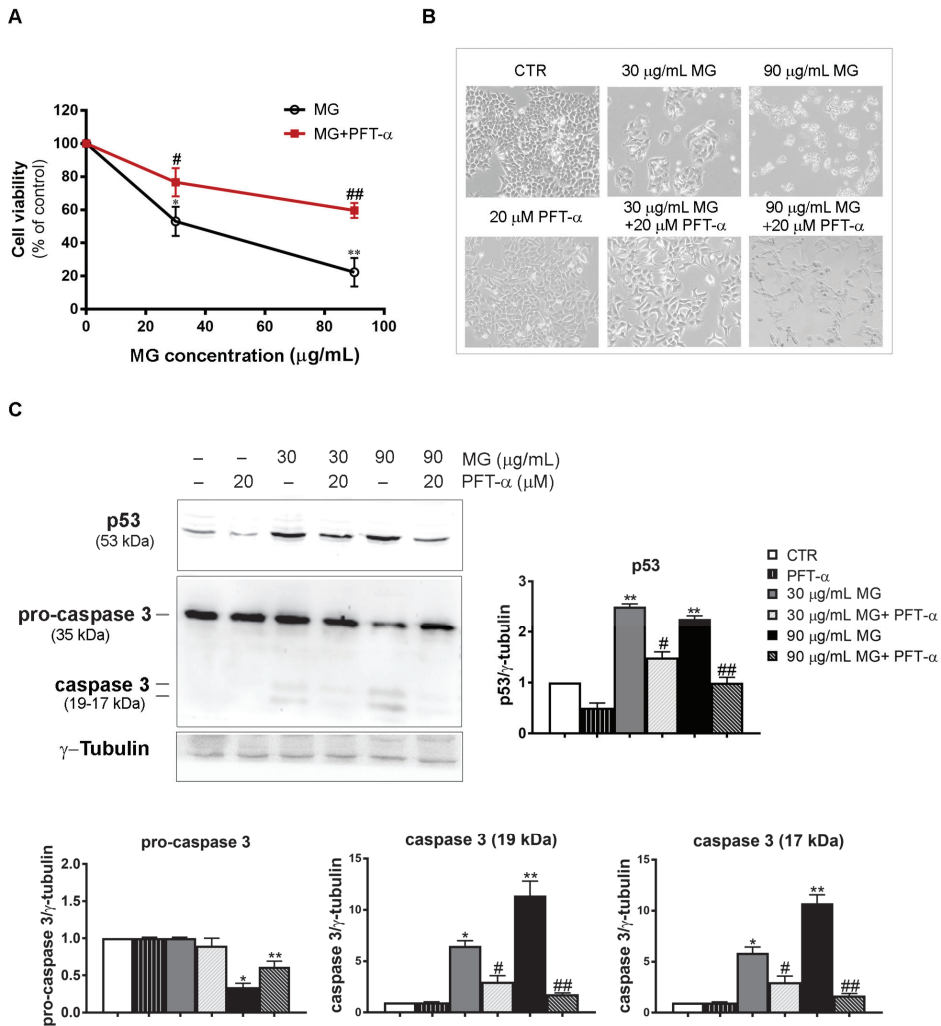 A
B
120
100
80
60
40
20
0
0
20
40
60
80
100
Cell viability
(% of control)
MG concentration (μg/mL)
MG
MG+PFT-α
#
*
##
**
CTR
30 μg/mL MG
90 μg/mL MG
20 μM PFT-α
30 μg/mL MG
+20 μM PFT-α
90 μg/mL MG
+20 μM PFT-α
C
– – 30 30 90 90 MG (μg/mL)
– 20 – 20 – 20 PFT-α (μM)
p53
(53 kDa)
pro-caspase 3
(35 kDa)
caspase 3
(19-17 kDa)
γ–Tubulin
p53
p53/γ-tubulin
3
2
1
0
**
#
**
##
CTR
PFT-α
30 μg/mL MG
30 μg/mL MG+ PFT-α
90 μg/mL MG
90 μg/mL MG+ PFT-α
pro-caspase 3
pro-caspase 3/γ-tubulin
2.0
1.5
1.0
0.5
0.0
*
**
caspase 3 (19 kDa)
caspase 3/γ-tubulin
15
10
5
0
*
#
**
##
caspase 3 (17 kDa)
caspase 3/γ-tubulin
15
10
5
0
*
#
**
##